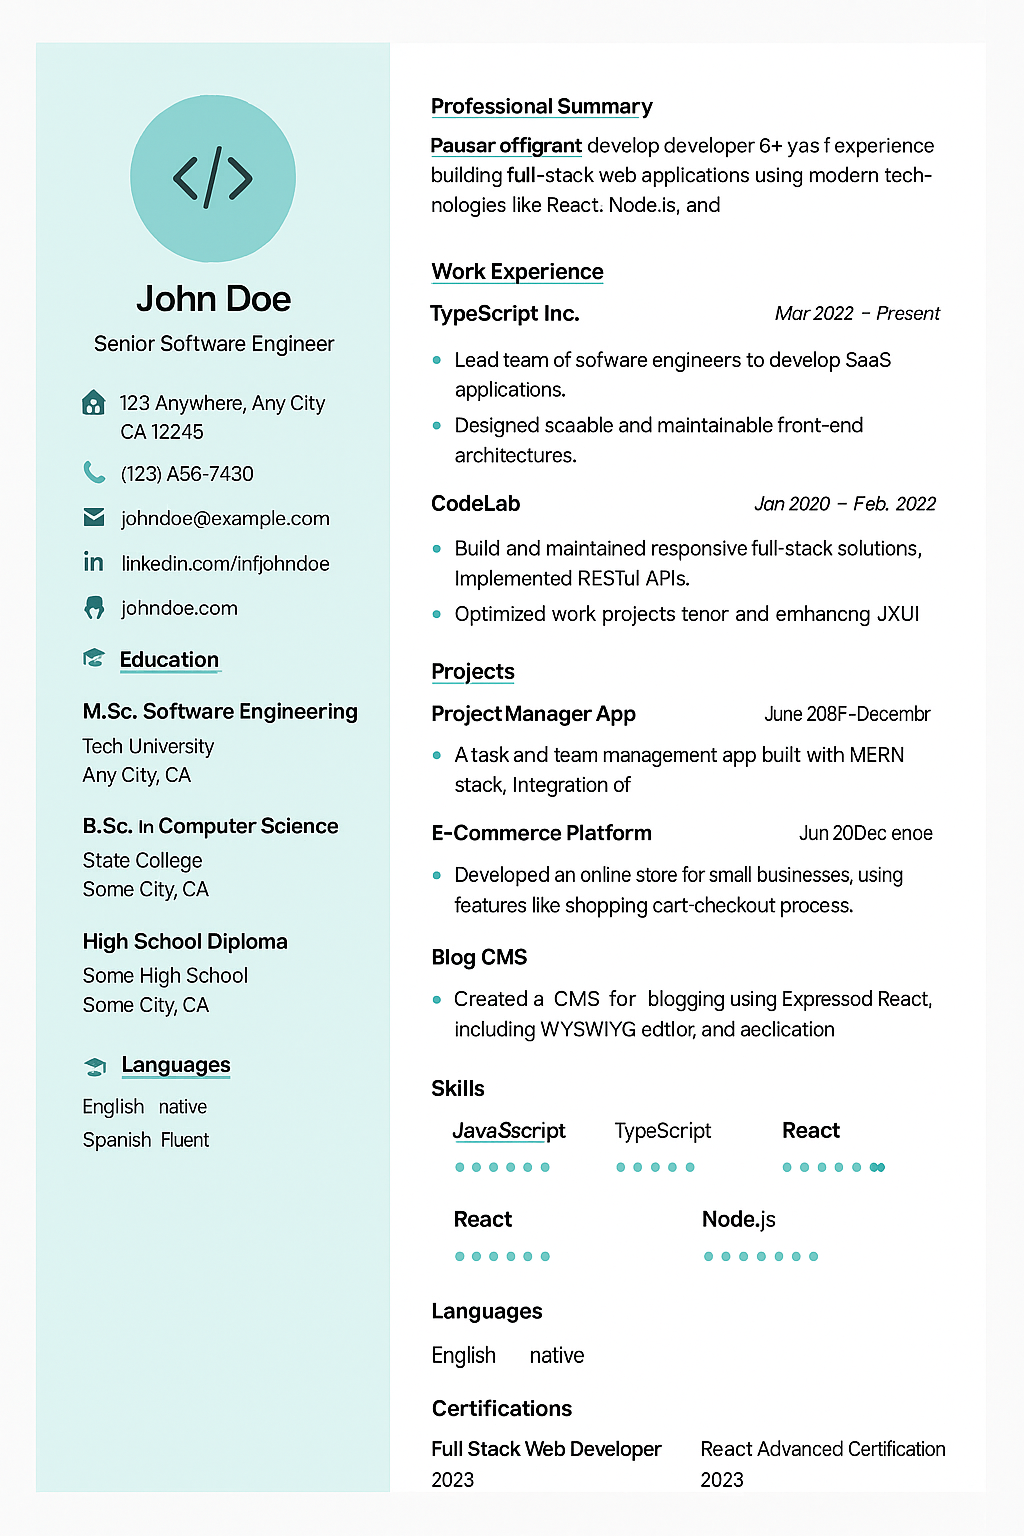 </>
John Doe
Senior Software Engineer
123 Anywhere, Any City
CA 12245
(123) A56-7430
johndoe@example.com
in linkedin.com/infjohndoe
johndoe.com
Education
M.Sc. Software Engineering
Tech University
Any City, CA
B.Sc. In Computer Science
State College
Some City, CA
High School Diploma
Some High School
Some City, CA
Languages
English native
Spanish Fluent
Professional Summary
Pausar offigrant develop developer 6+ yas f experience
building full-stack web applications using modern tech-
nologies like React. Node.is, and
Work Experience
TypeScript Inc. Mar 2022 – Present
Lead team of sofware engineers to develop SaaS
applications.
Designed scaable and maintainable front-end
architectures.
CodeLab Jan 2020 – Feb. 2022
Build and maintained responsive full-stack solutions,
Implemented RESTul APIs.
Optimized work projects tenor and emhancng JXUI
Projects
Project Manager App June 208F-Decembr
A task and team management app built with MERN
stack, Integration of
E-Commerce Platform Jun 20Dec enoe
Developed an online store for small businesses, using
features like shopping cart-checkout process.
Blog CMS
Created a CMS for blogging using Expressod React,
including WYSWIYG edtlor, and aeclication
Skills
JavaSscript TypeScript React
React Node.js
Languages
English native
Certifications
Full Stack Web Developer React Advanced Certification
2023 2023